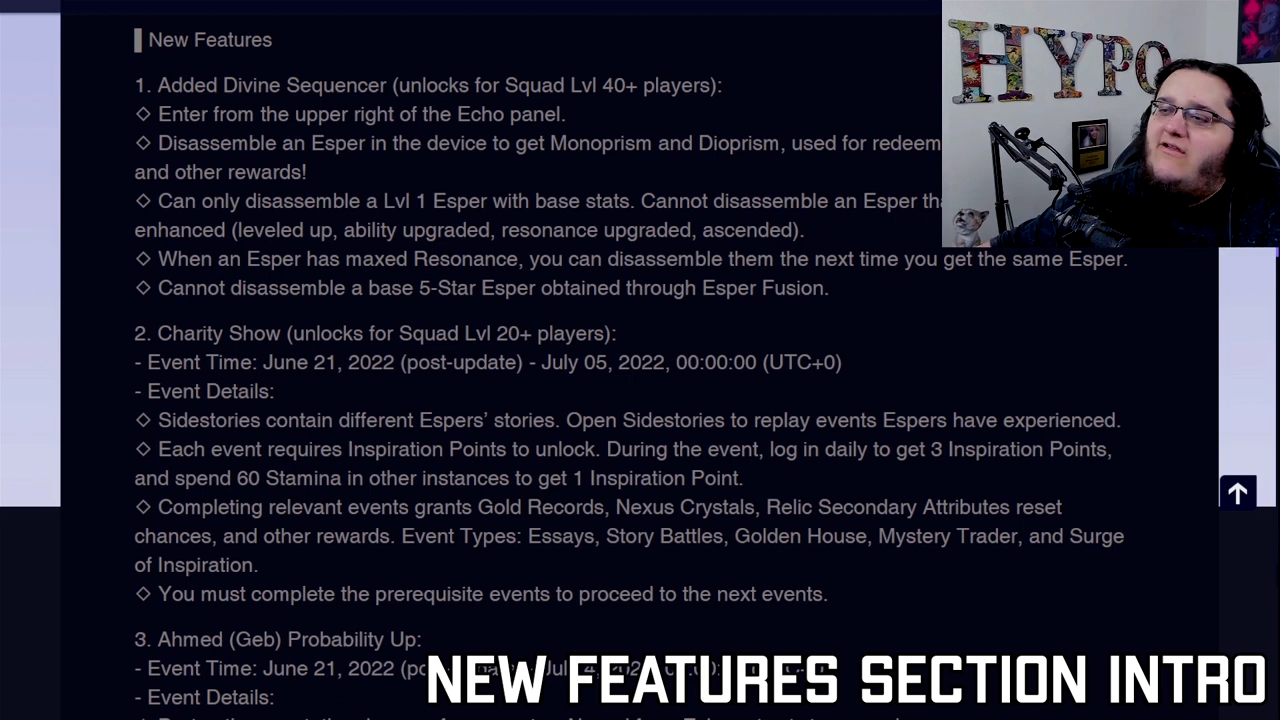 New Features
HYPO
1. Added Divine Sequencer (unlocks for Squad Lvl 40+ players):
◇ Enter from the upper right of the Echo panel.
◇ Disassemble an Esper in the device to get Monoprism and Dioprism, used for redeem
and other rewards!
◇ Can only disassemble a Lvl 1 Esper with base stats. Cannot disassemble an Esper tha
enhanced (leveled up, ability upgraded, resonance upgraded, ascended).
◇ When an Esper has maxed Resonance, you can disassemble them the next time you get the same Esper.
◇ Cannot disassemble a base 5-Star Esper obtained through Esper Fusion.
2. Charity Show (unlocks for Squad Lvl 20+ players):
- Event Time: June 21, 2022 (post-update) - July 05, 2022, 00:00:00 (UTC+0)
- Event Details:
◇ Sidestories contain different Espers’ stories. Open Sidestories to replay events Espers have experienced.
◇ Each event requires Inspiration Points to unlock. During the event, log in daily to get 3 Inspiration Points,
and spend 60 Stamina in other instances to get 1 Inspiration Point.
◇ Completing relevant events grants Gold Records, Nexus Crystals, Relic Secondary Attributes reset
chances, and other rewards. Event Types: Essays, Story Battles, Golden House, Mystery Trader, and Surge
of Inspiration.
◇ You must complete the prerequisite events to proceed to the next events.
3. Ahmed (Geb) Probability Up:
- Event Time: June 21, 2022
- Event Details:
NEW FEATURES SECTION INTRO